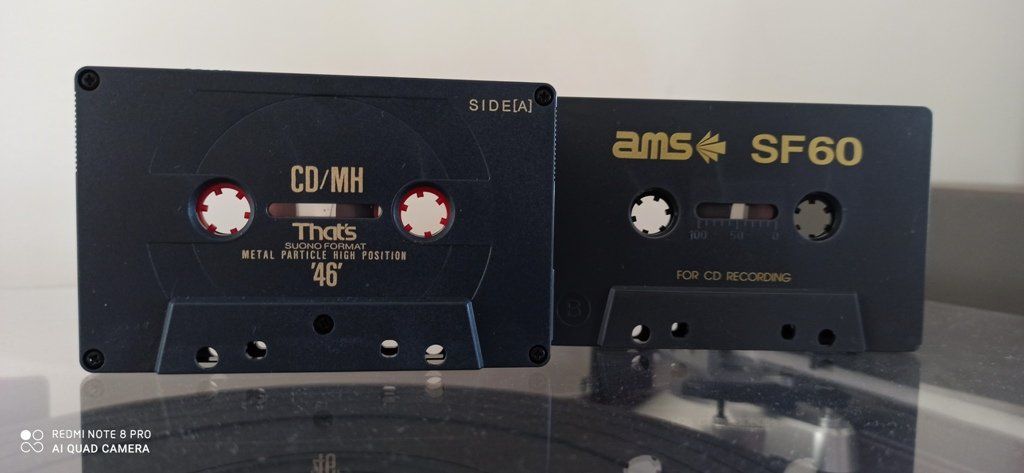 SIDE[A]
CD/MH
That's
SUONO FORMAT
METAL PARTICLE HIGH POSITION
'46'
ams SF60
100 50 0
FOR CD RECORDING
B
REDMI NOTE 8 PRO
AI QUAD CAMERA